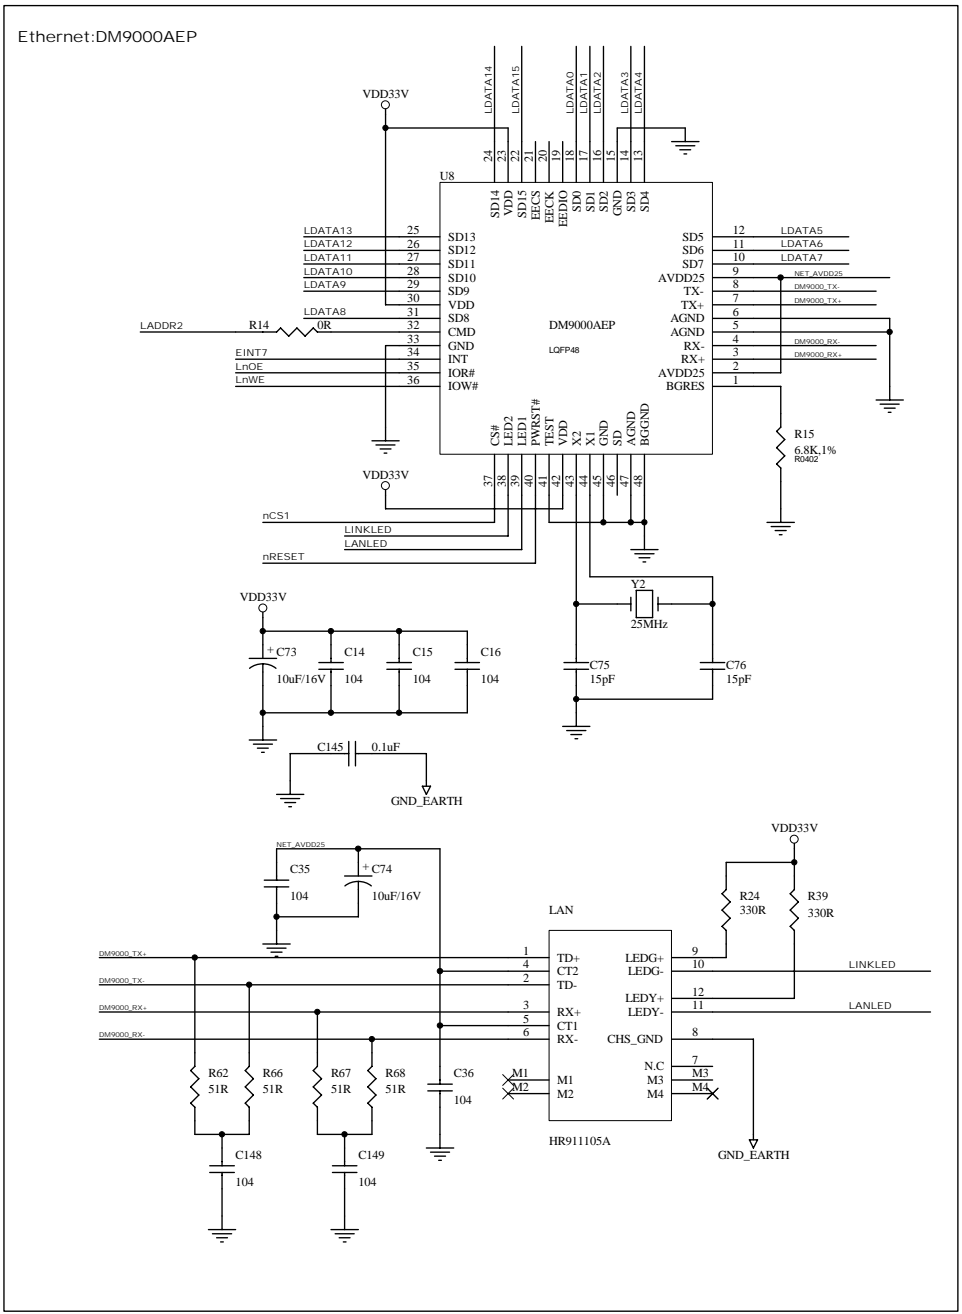 Ethernet:DM9000AEP
LDATA14
LDATA15
LDATA0
LDATA1
LDATA2
LDATA3
LDATA4
VDD33V
24
23
22
21
20
19
18
17
16
15
14
13
U8
SD14
VDD
SD15
EECS
EECK
EEDIO
SD0
SD1
SD2
GND
SD3
SD4
LDATA13 25 SD13
LDATA12 26 SD12
LDATA11 27 SD11
LDATA10 28 SD10
LDATA9 29 SD9
30 VDD
LDATA8 31 SD8
LADDR2 R14 0R 32 CMD
33 GND
EINT7 34 INT
LnOE 35 IOR#
LnWE 36 IOW#
DM9000AEP
LQFP48
SD5 12 LDATA5
SD6 11 LDATA6
SD7 10 LDATA7
AVDD25 9 NET_AVDD25
TX- 8 DM9000_TX-
TX+ 7 DM9000_TX+
AGND 6
AGND 5
RX- 4 DM9000_RX-
RX+ 3 DM9000_RX+
AVDD25 2
BGRES 1
CS#
LED2
LED1
PWRST#
TEST
VDD
X2
X1
GND
SD
AGND
BGGND
37
38
39
40
41
42
43
44
45
46
47
48
R15
6.8K,1%
R0402
VDD33V
nCS1
LINKLED
LANLED
nRESET
Y2
25MHz
C75
15pF
C76
15pF
VDD33V
+ C73
10uF/16V
C14
104
C15
104
C16
104
C145 0.1uF
GND_EARTH
NET_AVDD25
C35
104
+ C74
10uF/16V
VDD33V
R24
330R
R39
330R
LAN
DM9000_TX+ 1 TD+
4 CT2
DM9000_TX- 2 TD-
DM9000_RX+ 3 RX+
5 CT1
DM9000_RX- 6 RX-
M1 M1
M2 M2
LEDG+ 9
LEDG- 10 LINKLED
LEDY+ 12
LEDY- 11 LANLED
CHS_GND 8
N.C 7
M3 M3
M4 M4
HR911105A
GND_EARTH
R62
51R
R66
51R
R67
51R
R68
51R
C36
104
C148
104
C149
104